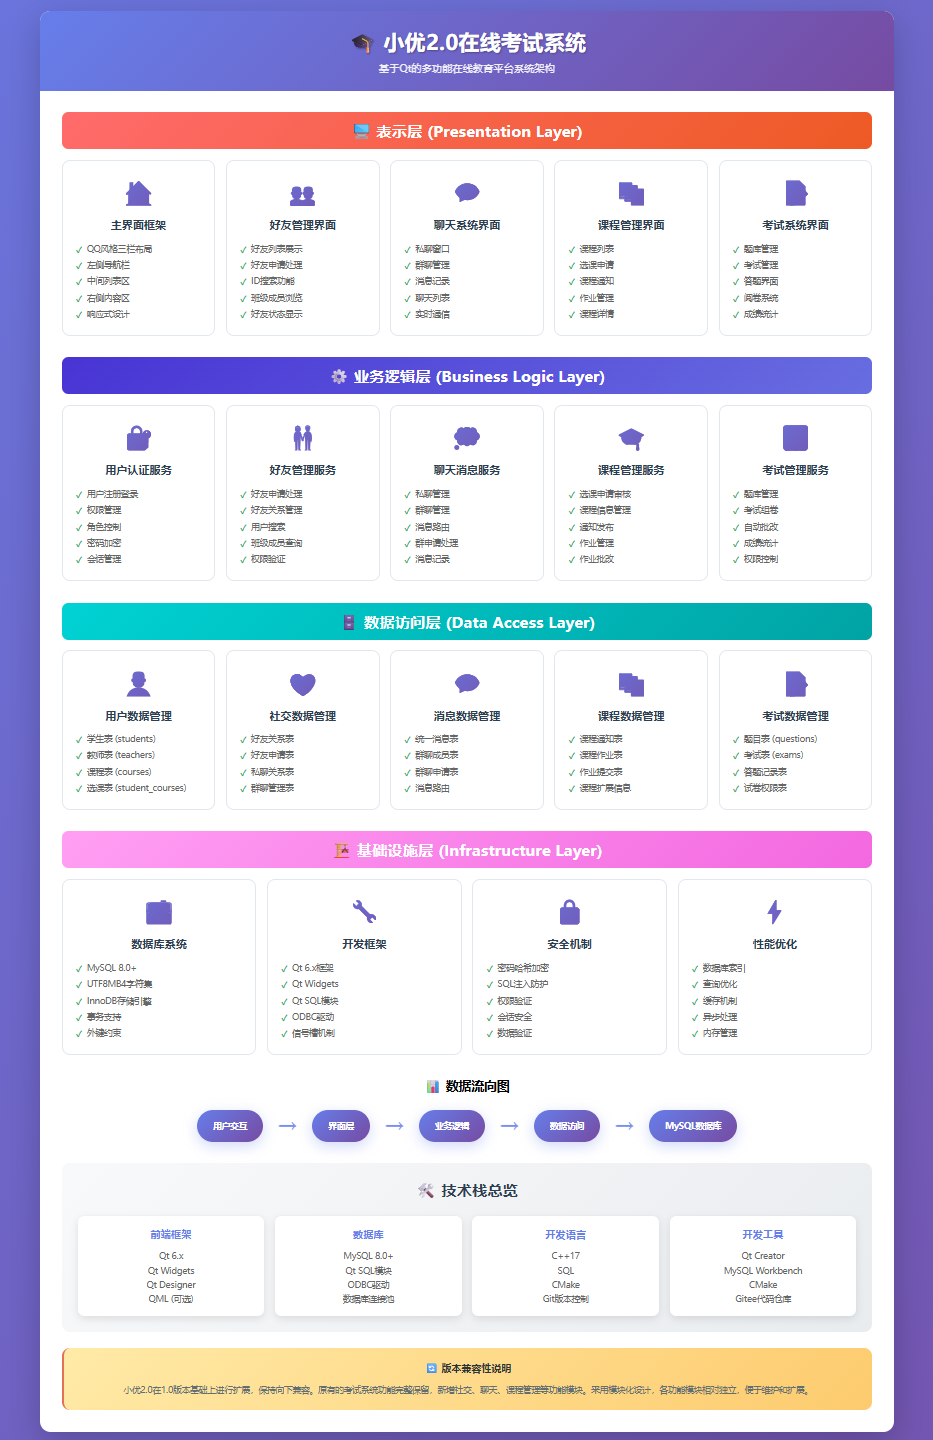 小优2.0在线考试系统
基于Qt的多功能在线教育平台系统架构
表示层 (Presentation Layer)
主界面框架
✓ QQ风格三栏布局
✓ 左侧导航栏
✓ 中间列表区
✓ 右侧内容区
✓ 响应式设计
好友管理界面
✓ 好友列表展示
✓ 好友申请处理
✓ ID搜索功能
✓ 班级成员浏览
✓ 好友状态显示
聊天系统界面
✓ 私聊窗口
✓ 群聊管理
✓ 消息记录
✓ 聊天列表
✓ 实时通信
课程管理界面
✓ 课程列表
✓ 选课申请
✓ 课程通知
✓ 作业管理
✓ 课程详情
考试系统界面
✓ 题库管理
✓ 考试管理
✓ 答题界面
✓ 阅卷系统
✓ 成绩统计
业务逻辑层 (Business Logic Layer)
用户认证服务
✓ 用户注册登录
✓ 权限管理
✓ 角色控制
✓ 密码加密
✓ 会话管理
好友管理服务
✓ 好友申请处理
✓ 好友关系管理
✓ 用户搜索
✓ 班级成员查询
✓ 权限验证
聊天消息服务
✓ 私聊管理
✓ 群聊管理
✓ 消息路由
✓ 群申请处理
✓ 消息记录
课程管理服务
✓ 选课申请审核
✓ 课程信息管理
✓ 通知发布
✓ 作业管理
✓ 作业批改
考试管理服务
✓ 题库管理
✓ 考试组卷
✓ 自动批改
✓ 成绩统计
✓ 权限控制
数据访问层 (Data Access Layer)
用户数据管理
✓ 学生表 (students)
✓ 教师表 (teachers)
✓ 课程表 (courses)
✓ 选课表 (student_courses)
社交数据管理
✓ 好友关系表
✓ 好友申请表
✓ 私聊关系表
✓ 群聊管理表
消息数据管理
✓ 统一消息表
✓ 群聊成员表
✓ 群聊申请表
✓ 消息路由
课程数据管理
✓ 课程通知表
✓ 课程作业表
✓ 作业提交表
✓ 课程扩展信息
考试数据管理
✓ 题目表 (questions)
✓ 考试表 (exams)
✓ 答题记录表
✓ 试卷权限表
基础设施层 (Infrastructure Layer)
数据库系统
✓ MySQL 8.0+
✓ UTF8MB4字符集
✓ InnoDB存储引擎
✓ 事务支持
✓ 外键约束
开发框架
✓ Qt 6.x框架
✓ Qt Widgets
✓ Qt SQL模块
✓ ODBC驱动
✓ 信号槽机制
安全机制
✓ 密码哈希加密
✓ SQL注入防护
✓ 权限验证
✓ 会话安全
✓ 数据验证
性能优化
✓ 数据库索引
✓ 查询优化
✓ 缓存机制
✓ 异步处理
✓ 内存管理
数据流向图
用户交互 → 界面层 → 业务逻辑 → 数据访问 → MySQL数据库
技术栈总览
前端框架
Qt 6.x
Qt Widgets
Qt Designer
QML (可选)
数据库
MySQL 8.0+
Qt SQL模块
ODBC驱动
数据库连接池
开发语言
C++17
SQL
CMake
Git版本控制
开发工具
Qt Creator
MySQL Workbench
CMake
Gitee代码仓库
版本兼容性说明
小优2.0在1.0版本基础上进行扩展，保持向下兼容。原有的考试系统功能完整保留，新增社交、聊天、课程管理等功能模块。采用模块化设计，各功能模块相对独立，便于维护和扩展。